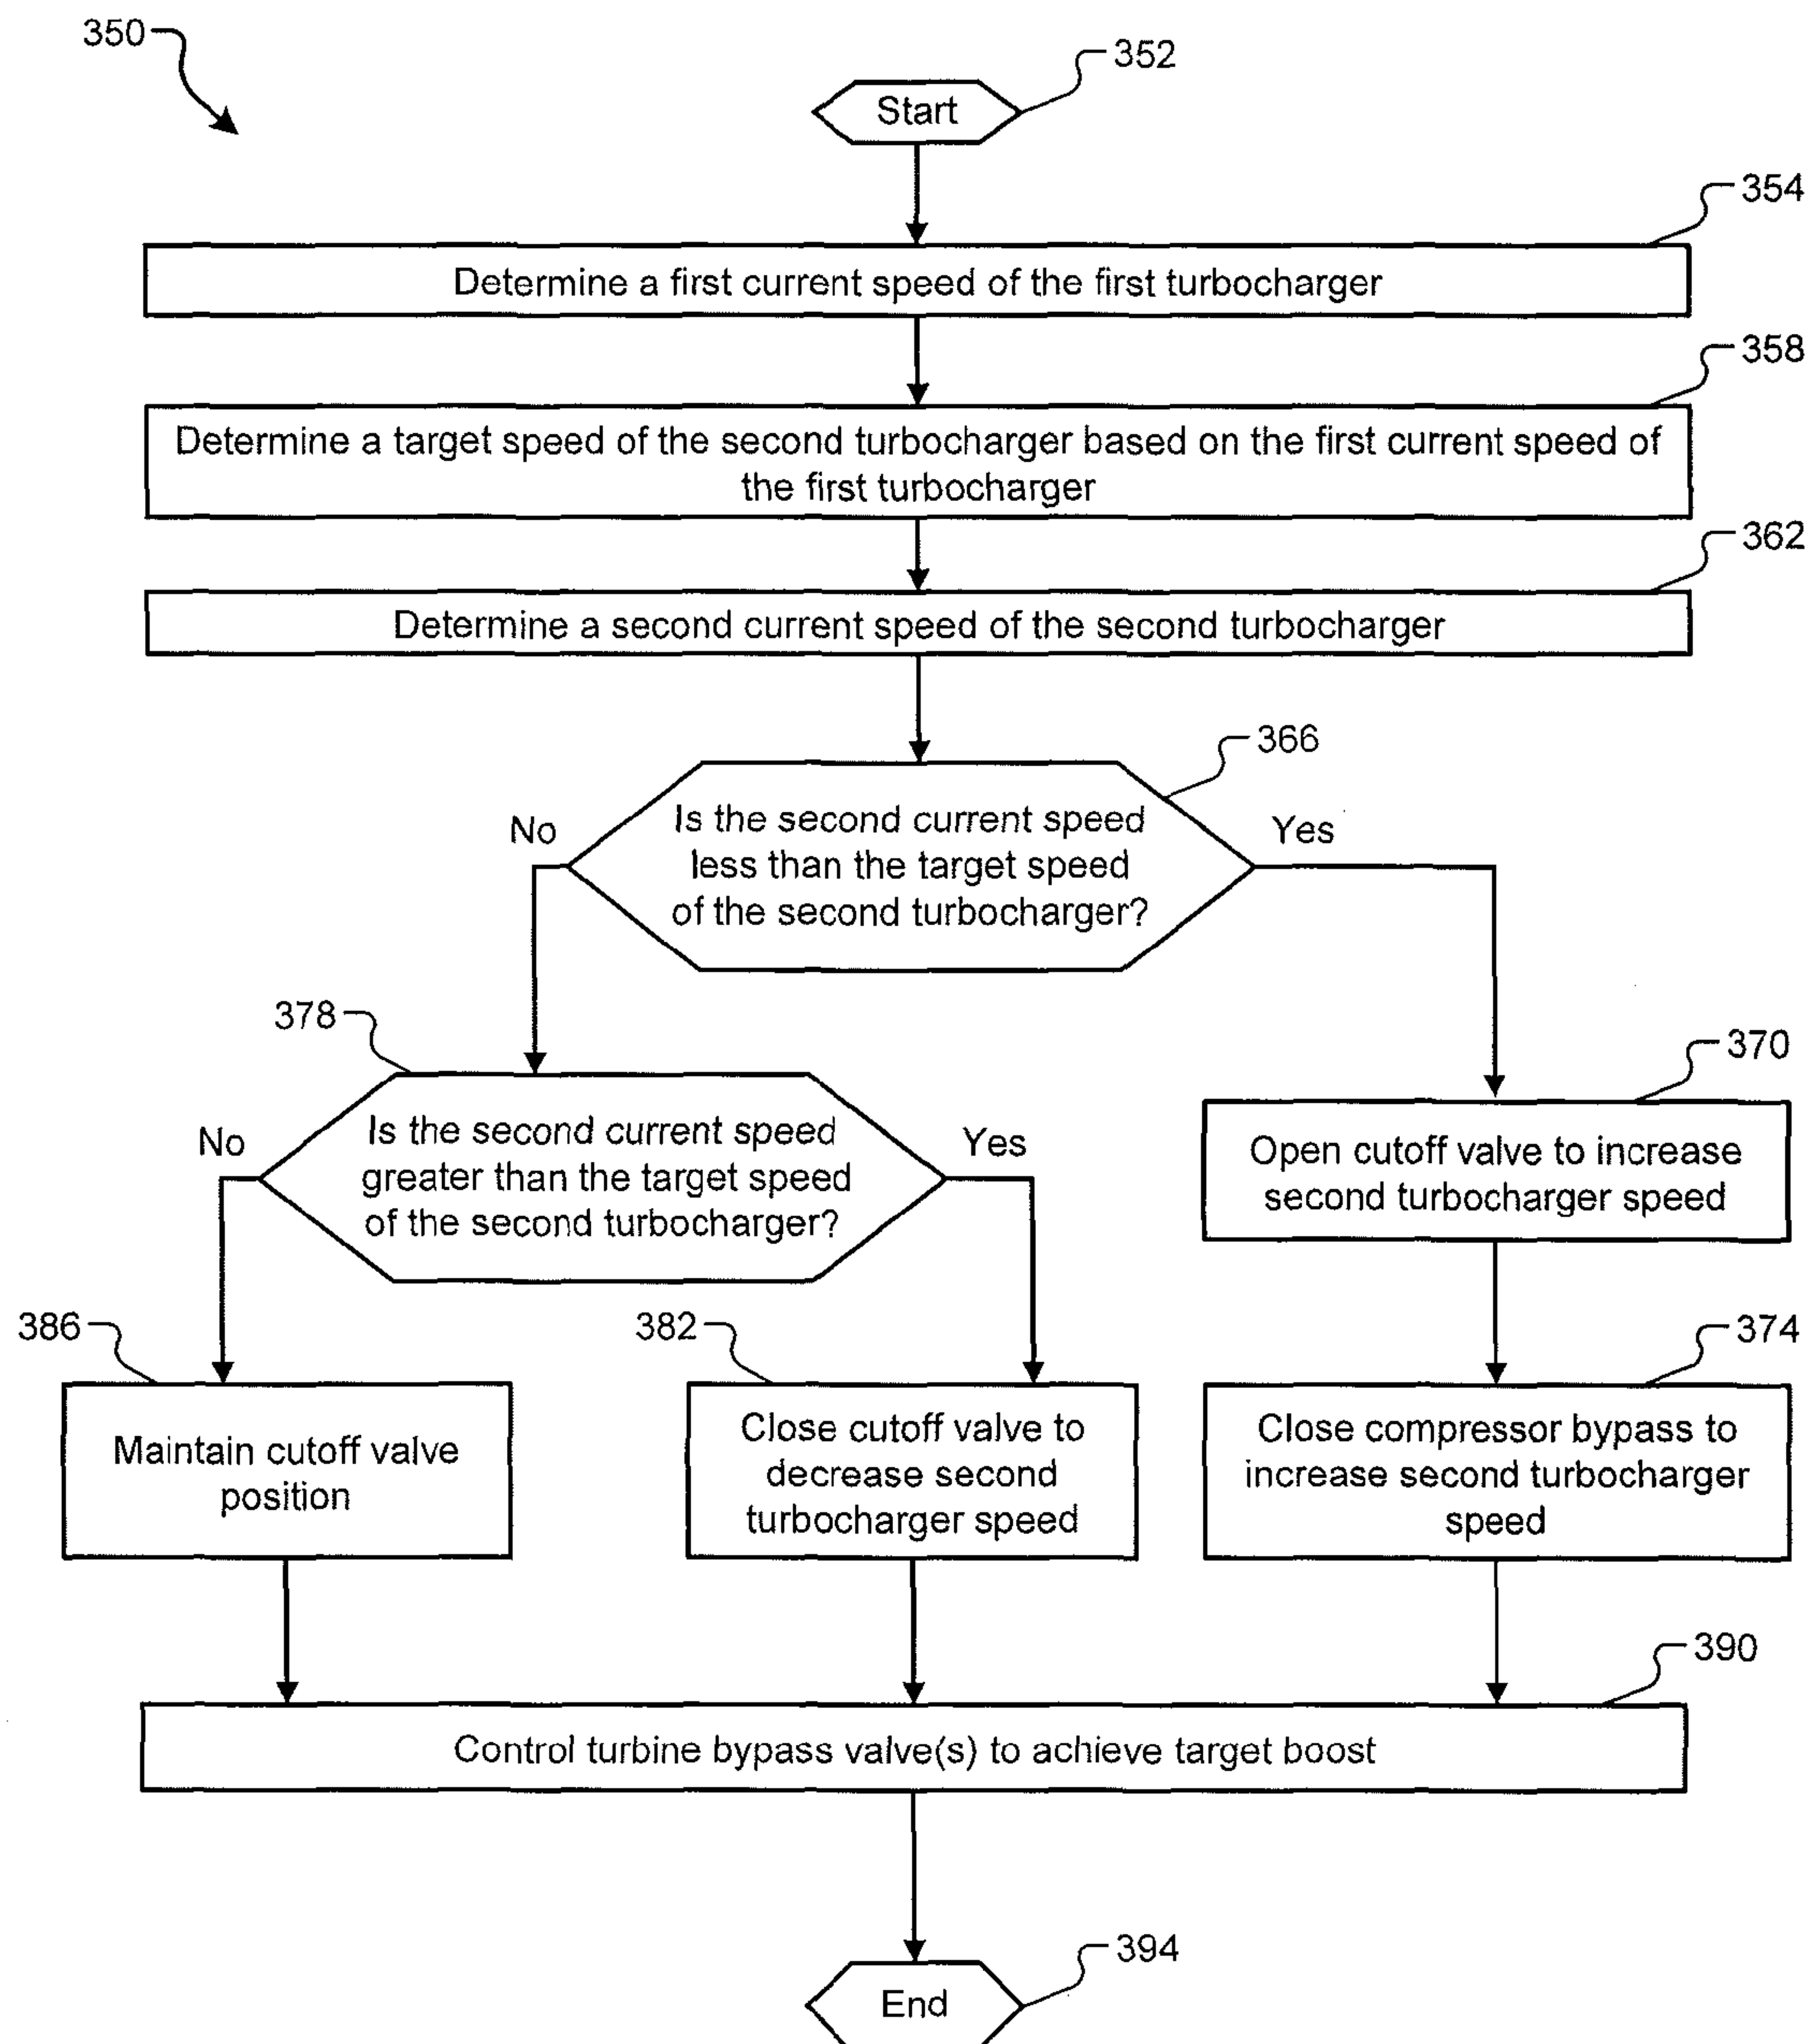 350
352
Start
354
Determine a first current speed of the first turbocharger
358
Determine a target speed of the second turbocharger based on the first current speed of
the first turbocharger
362
Determine a second current speed of the second turbocharger
366
No
Is the second current speed
less than the target speed
of the second turbocharger?
Yes
378
No
Is the second current speed
greater than the target speed
of the second turbocharger?
Yes
370
Open cutoff valve to increase
second turbocharger speed
386
Maintain cutoff valve
position
382
Close cutoff valve to
decrease second
turbocharger speed
374
Close compressor bypass to
increase second turbocharger
speed
390
Control turbine bypass valve(s) to achieve target boost
394
End